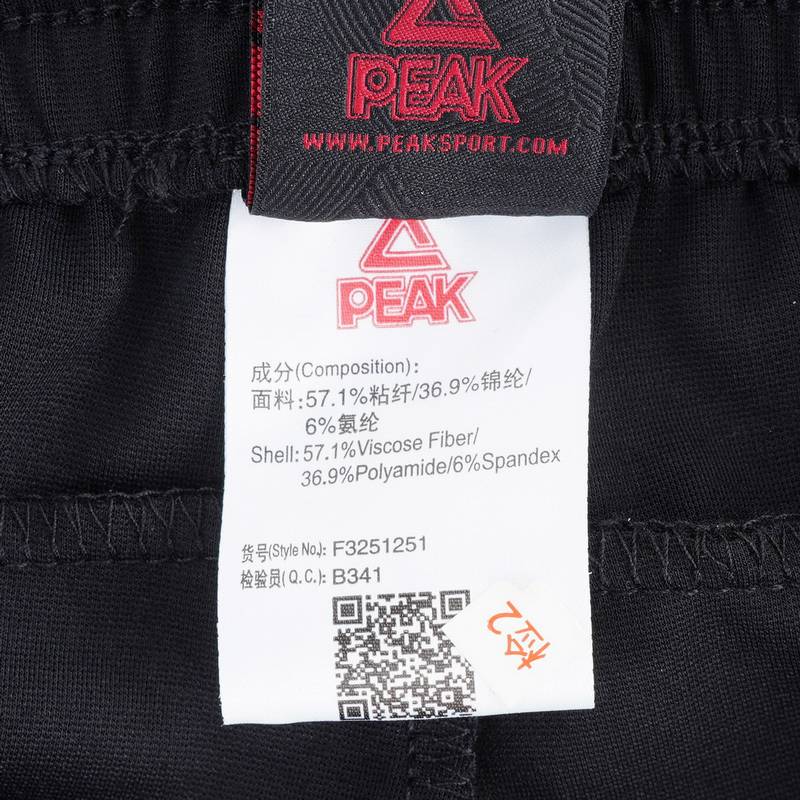 PEAK
WWW.PEAKSPORT.COM
PEAK
成分(Composition):
面料:57.1%粘纤/36.9%锦纶/
6%氨纶
Shell:57.1%Viscose Fiber/
36.9%Polyamide/6%Spandex
货号(Style No.): F3251251
检验员(Q.C.): B341
检2